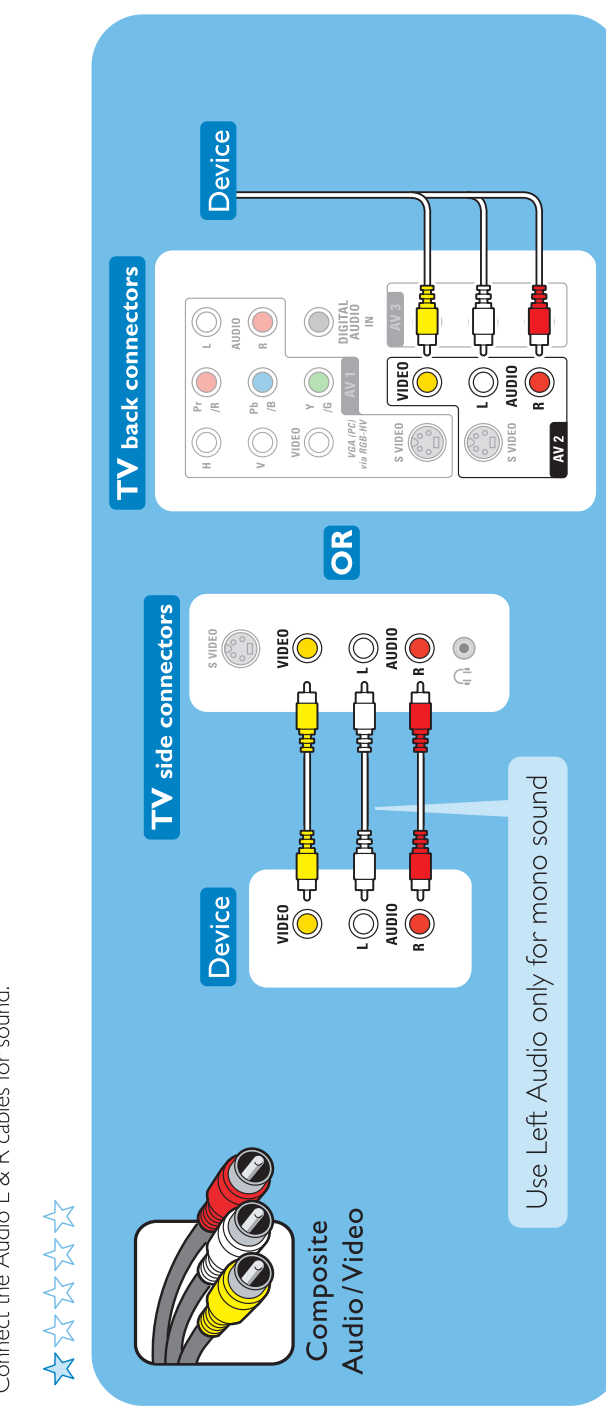 Connect the Audio L & R cables for sound.
Composite
Audio/Video
Device
VIDEO
L
AUDIO
R
Use Left Audio only for mono sound
TV side connectors
S VIDEO
VIDEO
L
AUDIO
R
OR
TV back connectors
H
V
VIDEO
VGA (PC)
via RGB-HV
Pr
/R
Pb
/B
Y
/G
AV 1
L
AUDIO
R
DIGITAL
AUDIO
IN
S VIDEO
AV 3
VIDEO
L
AUDIO
R
S VIDEO
AV 2
Device